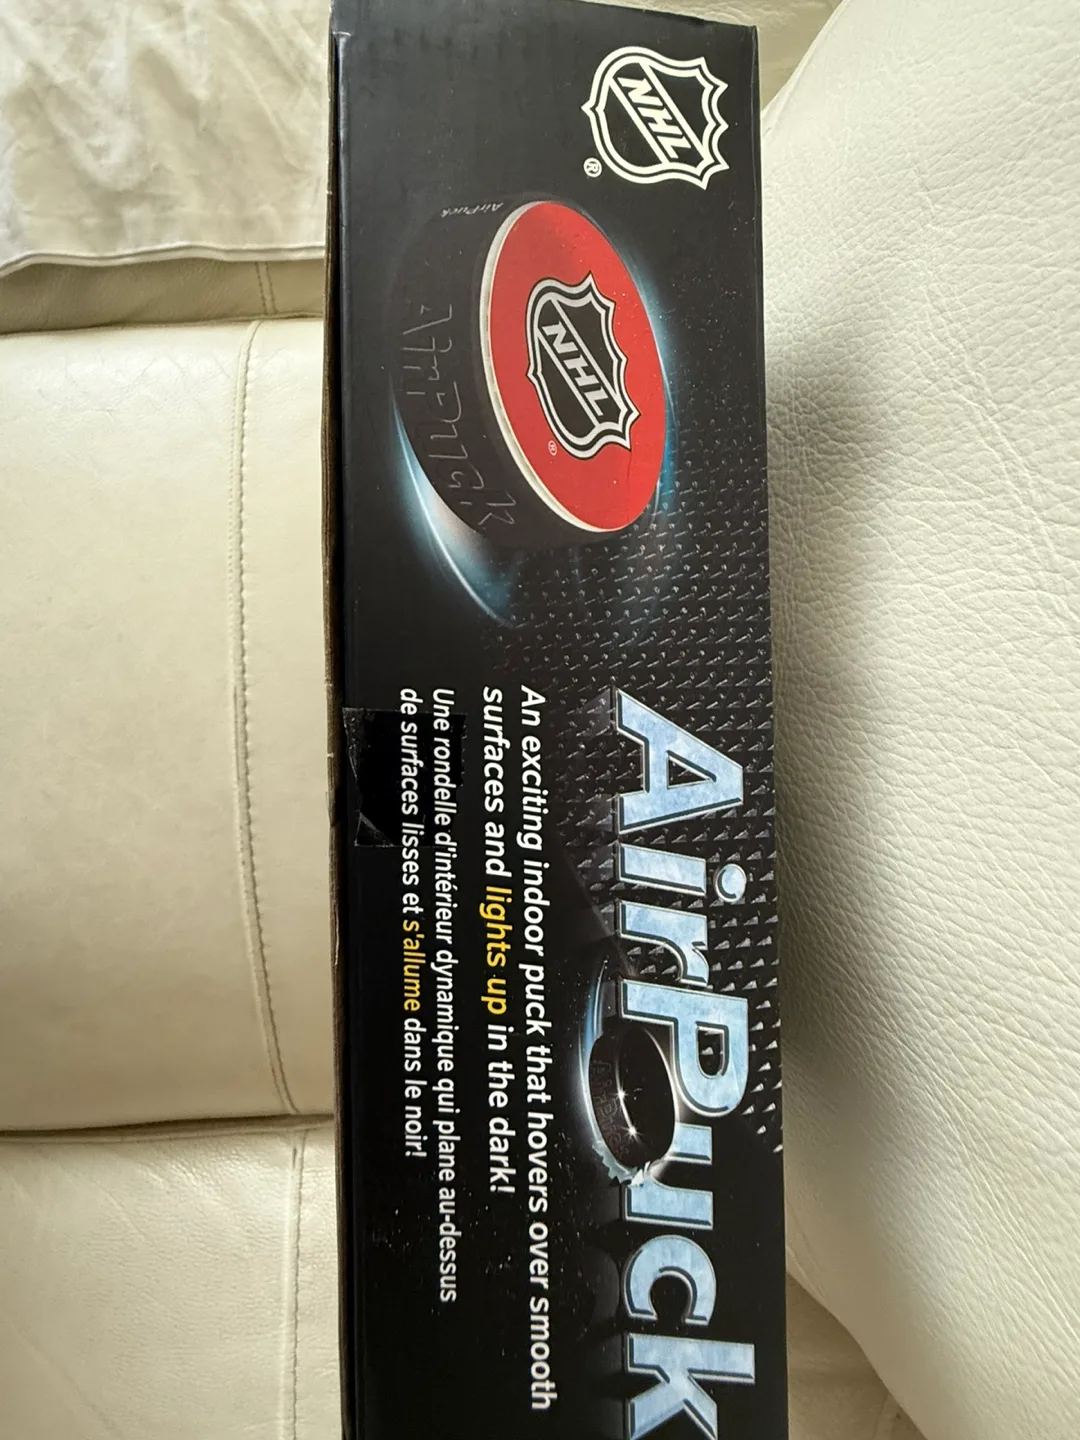 NHL
®
AirPuck
AirPuck
NHL
®
AirPuck
AirPuck
An exciting indoor puck that hovers over smooth
surfaces and lights up in the dark!
Une rondelle d'intérieur dynamique qui plane au-dessus
de surfaces lisses et s'allume dans le noir!